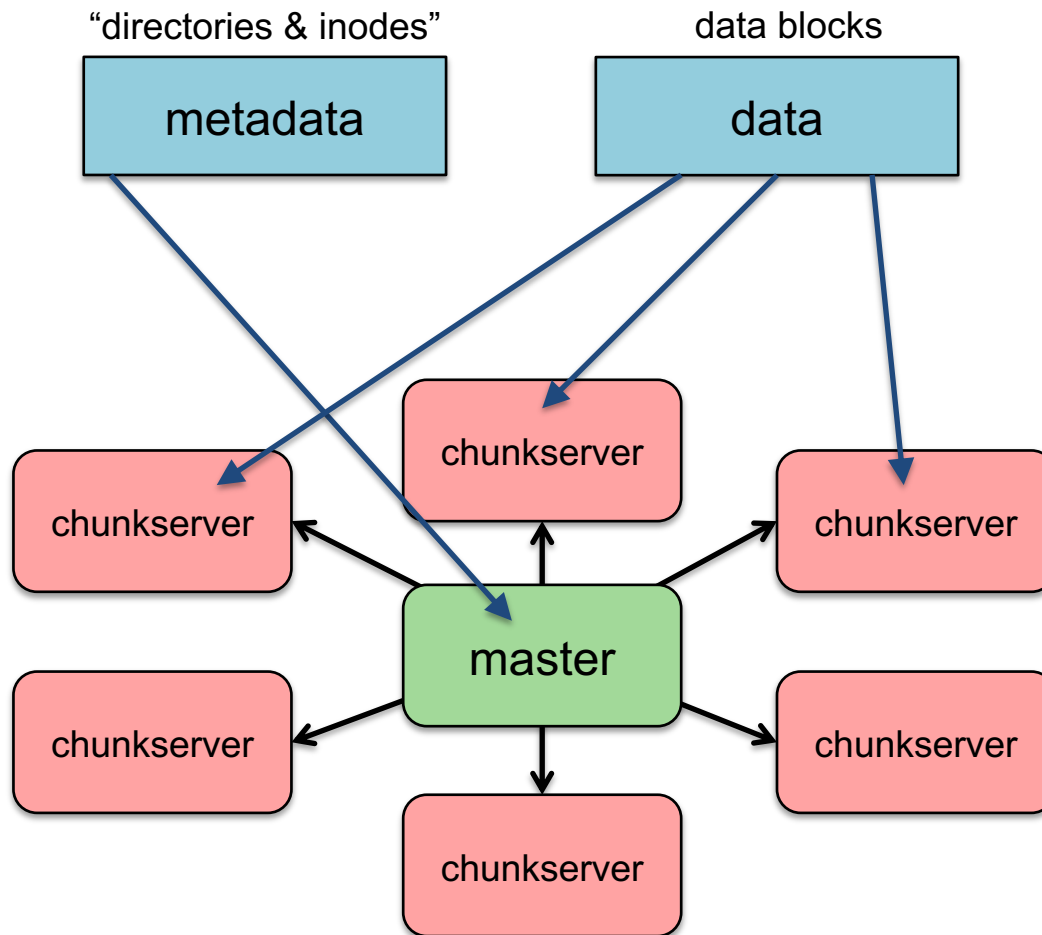 “directories & inodes”
data blocks
metadata
data
chunkserver
chunkserver
chunkserver
master
chunkserver
chunkserver
chunkserver